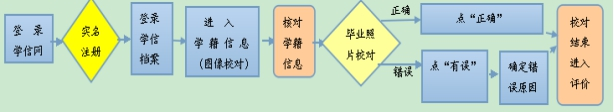 登 录
学信网
实名
注册
登录
学信
档案
进 入
学籍信息
(图像校对)
核对
学籍
信息
毕业照
片校对
正确
点“正确”
错误
点“有误”
确定错
误原因
核对
结束
进入
评价